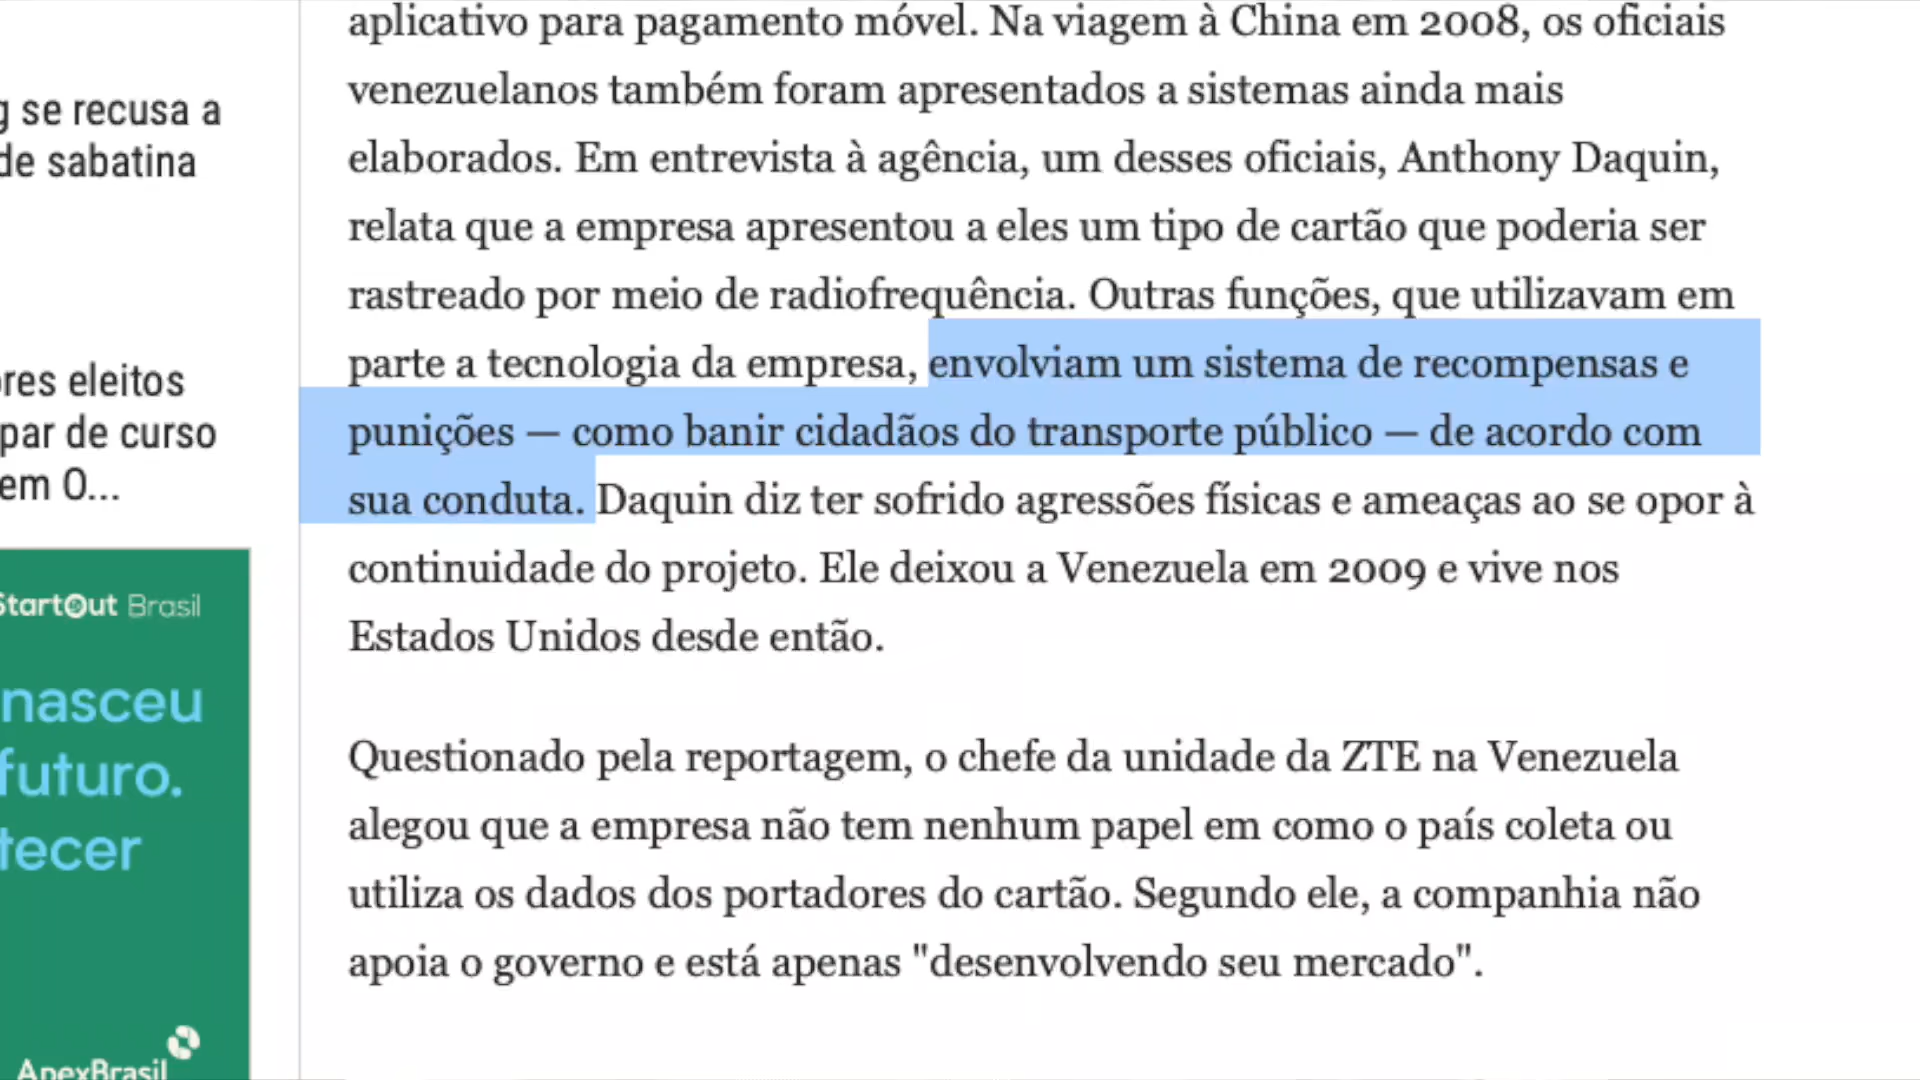 se recusa a
de sabatina
eleitos
par de curso
em O...
StartOut Brasil
nasceu
futuro.
tecer
ApexBrasil
aplicativo para pagamento móvel. Na viagem à China em 2008, os oficiais
venezuelanos também foram apresentados a sistemas ainda mais
elaborados. Em entrevista à agência, um desses oficiais, Anthony Daquin,
relata que a empresa apresentou a eles um tipo de cartão que poderia ser
rastreado por meio de radiofrequência. Outras funções, que utilizavam em
parte a tecnologia da empresa, envolviam um sistema de recompensas e
punições — como banir cidadãos do transporte público — de acordo com
sua conduta. Daquin diz ter sofrido agressões físicas e ameaças ao se opor à
continuidade do projeto. Ele deixou a Venezuela em 2009 e vive nos
Estados Unidos desde então.
Questionado pela reportagem, o chefe da unidade da ZTE na Venezuela
alegou que a empresa não tem nenhum papel em como o país coleta ou
utiliza os dados dos portadores do cartão. Segundo ele, a companhia não
apoia o governo e está apenas "desenvolvendo seu mercado".